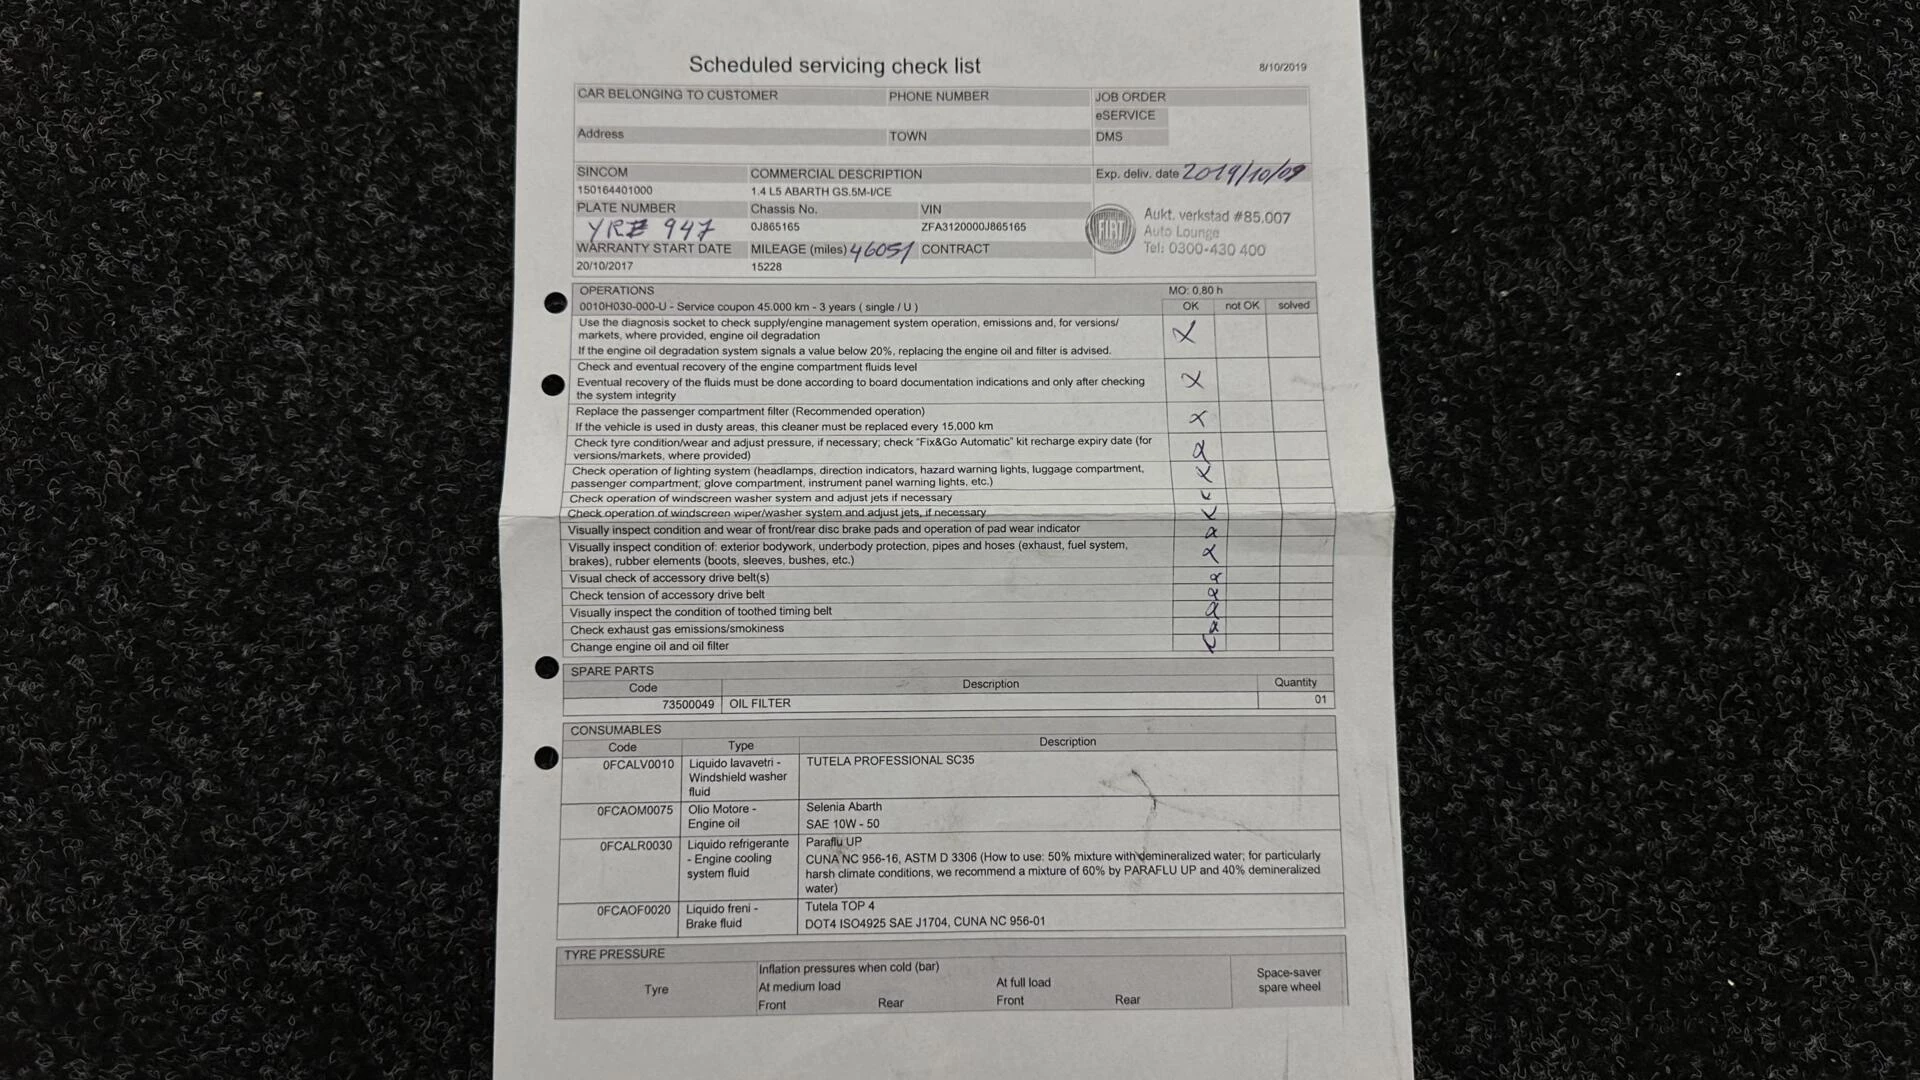 Scheduled servicing check list
8/10/2019
CAR BELONGING TO CUSTOMER PHONE NUMBER JOB ORDER
eSERVICE
Address TOWN DMS
SINCOM COMMERCIAL DESCRIPTION Exp. deliv. date 2019/10/09
150164401000 1.4 L5 ABARTH GS.5M-I/CE
PLATE NUMBER Chassis No. VIN
YRE 947 0J865165 ZFA3120000J865165
FIAT
Aukt. verkstad #85.007
Auto Lounge
Tel: 0300-430 400
WARRANTY START DATE MILEAGE (miles) 46051 CONTRACT
20/10/2017 15228
OPERATIONS MO: 0,80 h
0010H030-000-U - Service coupon 45.000 km - 3 years ( single / U ) OK not OK solved
Use the diagnosis socket to check supply/engine management system operation, emissions and, for versions/
markets, where provided, engine oil degradation X
If the engine oil degradation system signals a value below 20%, replacing the engine oil and filter is advised.
Check and eventual recovery of the engine compartment fluids level
Eventual recovery of the fluids must be done according to board documentation indications and only after checking X
the system integrity
Replace the passenger compartment filter (Recommended operation) X
If the vehicle is used in dusty areas, this cleaner must be replaced every 15,000 km
Check tyre condition/wear and adjust pressure, if necessary; check "Fix&Go Automatic" kit recharge expiry date (for X
versions/markets, where provided)
Check operation of lighting system (headlamps, direction indicators, hazard warning lights, luggage compartment, X
passenger compartment, glove compartment, instrument panel warning lights, etc.)
Check operation of windscreen washer system and adjust jets if necessary X
Check operation of windscreen wiper/washer system and adjust jets, if necessary X
Visually inspect condition and wear of front/rear disc brake pads and operation of pad wear indicator X
Visually inspect condition of: exterior bodywork, underbody protection, pipes and hoses (exhaust, fuel system, X
brakes), rubber elements (boots, sleeves, bushes, etc.)
Visual check of accessory drive belt(s) X
Check tension of accessory drive belt X
Visually inspect the condition of toothed timing belt X
Check exhaust gas emissions/smokiness X
Change engine oil and oil filter X
SPARE PARTS
Code Description Quantity
73500049 OIL FILTER 01
CONSUMABLES
Code Type Description
0FCALV0010 Liquido lavavetri - TUTELA PROFESSIONAL SC35
Windshield washer
fluid
0FCAOM0075 Olio Motore - Selenia Abarth
Engine oil SAE 10W - 50
0FCALR0030 Liquido refrigerante Paraflu UP
- Engine cooling CUNA NC 956-16, ASTM D 3306 (How to use: 50% mixture with demineralized water; for particularly
system fluid harsh climate conditions, we recommend a mixture of 60% by PARAFLU UP and 40% demineralized
water)
0FCAOF0020 Liquido freni - Tutela TOP 4
Brake fluid DOT4 ISO4925 SAE J1704, CUNA NC 956-01
TYRE PRESSURE
Tyre Inflation pressures when cold (bar) Space-saver
At medium load At full load spare wheel
Front Rear Front Rear